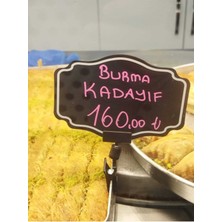 BURMA
KADAYIF
160,00 ₺